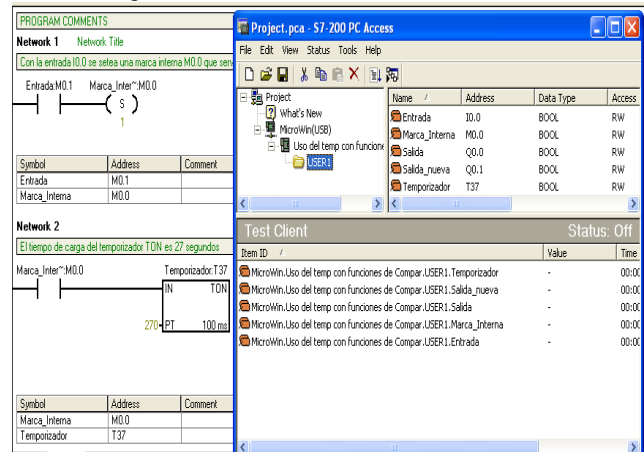 PROGRAM COMMENTS
Network 1 Network Title
Con la entrada I0.0 se setea una marca interna M0.0 que serv
Entrada:M0.1 Marca_Inter~:M0.0
S
1
Symbol Address Comment
Entrada M0.1
Marca_Interna M0.0
Network 2
El tiempo de carga del temporizador TON es 27 segundos
Marca_Inter~:M0.0 Temporizador:T37
IN TON
270 PT 100 ms
Symbol Address Comment
Marca_Interna M0.0
Temporizador T37
Project.pca - S7-200 PC Access
File Edit View Status Tools Help
Project
What's New
MicroWin(USB)
Uso del temp con funcione
USER1
Name Address Data Type Access
Entrada I0.0 BOOL RW
Marca_Interna M0.0 BOOL RW
Salida Q0.0 BOOL RW
Salida_nueva Q0.1 BOOL RW
Temporizador T37 BOOL RW
Test Client Status: Off
Item ID Value Time
MicroWin.Uso del temp con funciones de Compar.USER1.Temporizador - 00:00
MicroWin.Uso del temp con funciones de Compar.USER1.Salida_nueva - 00:00
MicroWin.Uso del temp con funciones de Compar.USER1.Salida - 00:00
MicroWin.Uso del temp con funciones de Compar.USER1.Marca_Interna - 00:00
MicroWin.Uso del temp con funciones de Compar.USER1.Entrada - 00:00